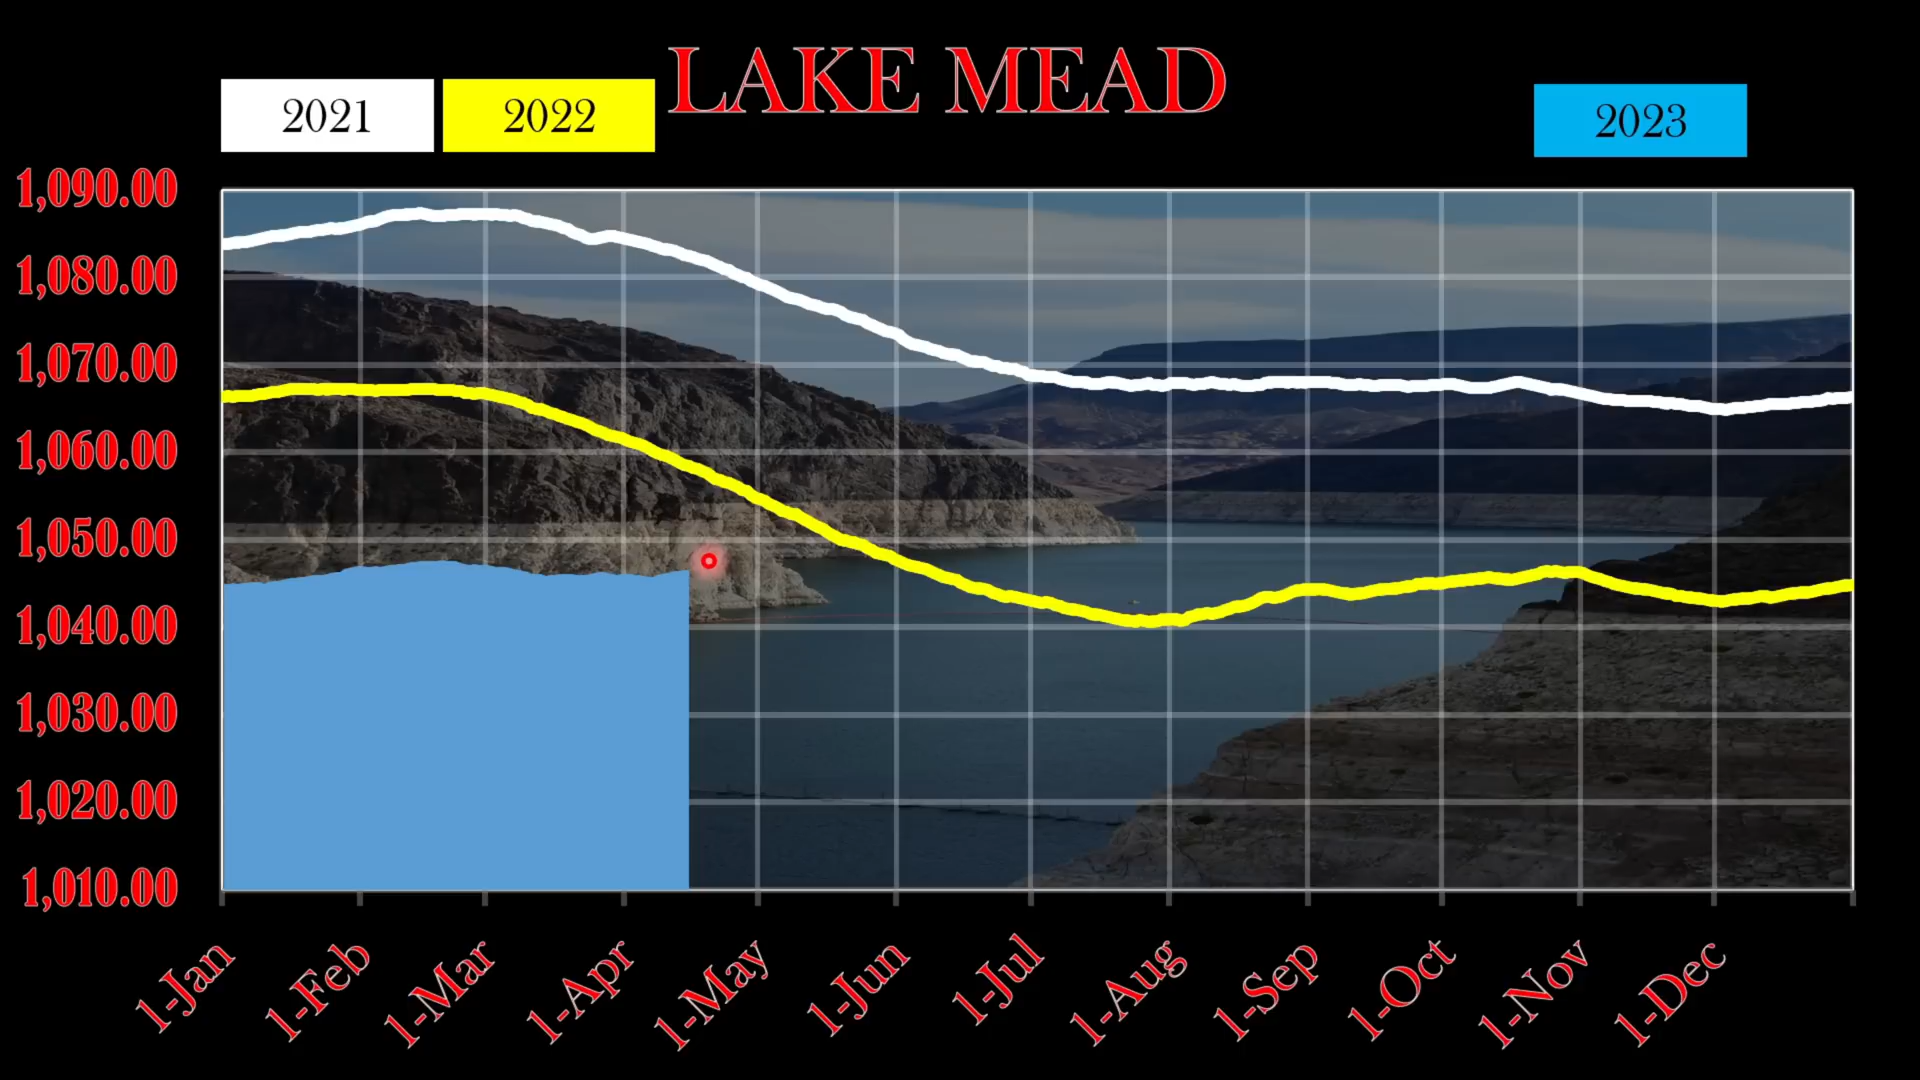 LAKE MEAD
2021
2022
2023
1,090.00
1,080.00
1,070.00
1,060.00
1,050.00
1,040.00
1,030.00
1,020.00
1,010.00
1-Jan
1-Feb
1-Mar
1-Apr
1-May
1-Jun
1-Jul
1-Aug
1-Sep
1-Oct
1-Nov
1-Dec